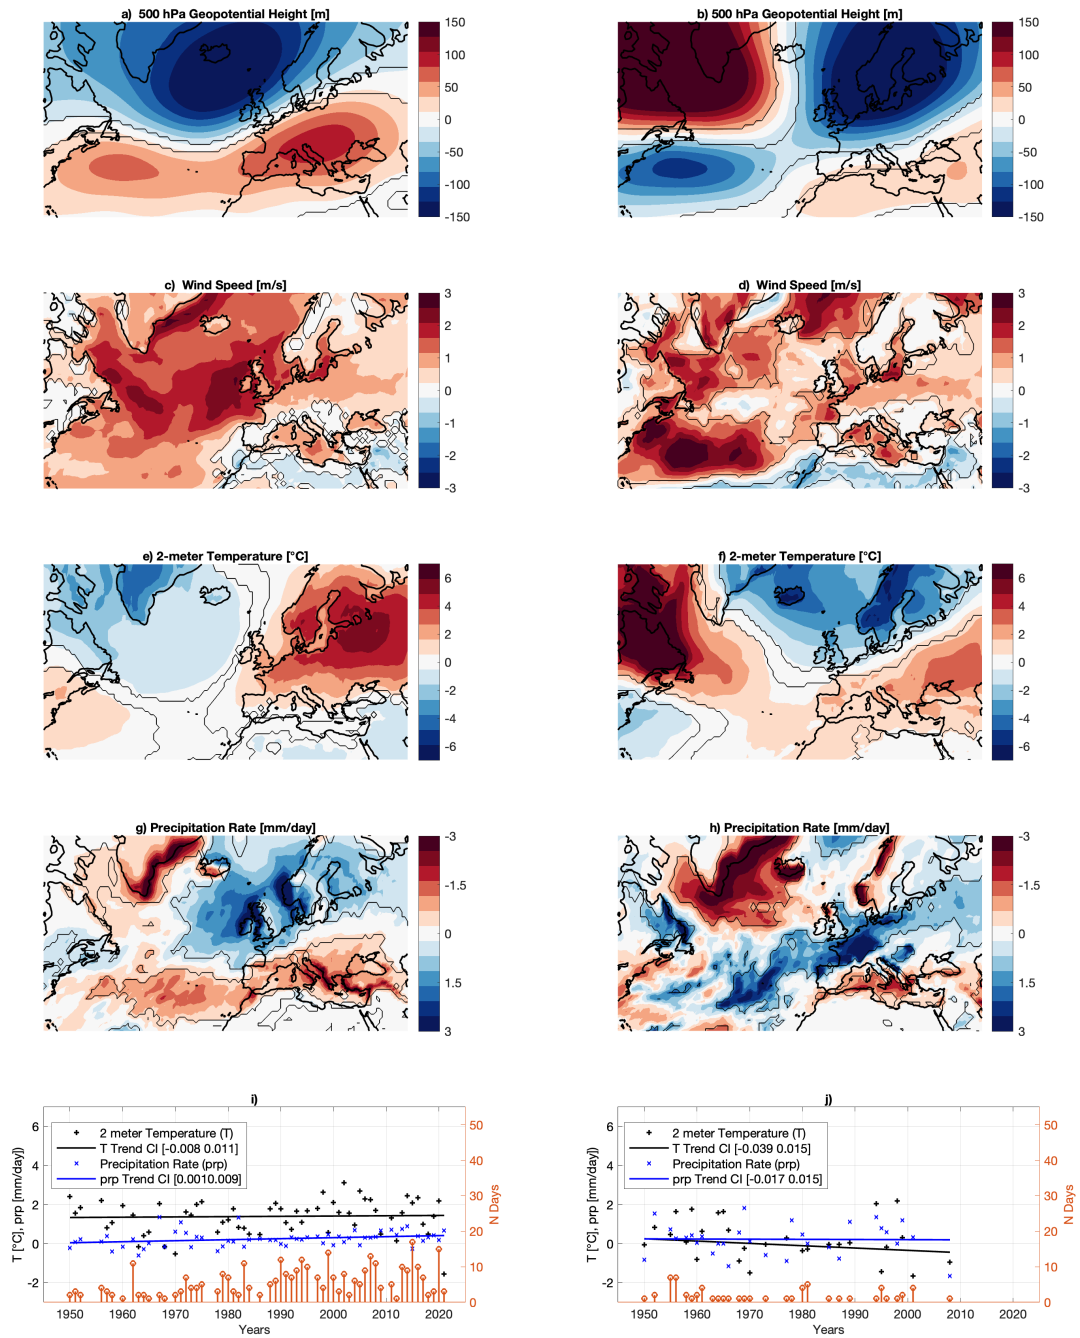 a) 500 hPa Geopotential Height [m]
150
100
50
0
-50
-100
-150
b) 500 hPa Geopotential Height [m]
150
100
50
0
-50
-100
-150
c) Wind Speed [m/s]
3
2
1
0
-1
-2
-3
d) Wind Speed [m/s]
3
2
1
0
-1
-2
-3
e) 2-meter Temperature [°C]
6
4
2
0
-2
-4
-6
f) 2-meter Temperature [°C]
6
4
2
0
-2
-4
-6
g) Precipitation Rate [mm/day]
-3
-1.5
0
1.5
3
h) Precipitation Rate [mm/day]
-3
-1.5
0
1.5
3
i)
T [°C], prp [mm/day])
6
4
2
0
-2
2 meter Temperature (T)
T Trend CI [-0.008 0.011]
Precipitation Rate (prp)
prp Trend CI [0.0010.009]
50
40
30
20
10
0
N Days
1950 1960 1970 1980 1990 2000 2010 2020
Years
j)
T [°C], prp [mm/day])
6
4
2
0
-2
2 meter Temperature (T)
T Trend CI [-0.039 0.015]
Precipitation Rate (prp)
prp Trend CI [-0.017 0.015]
50
40
30
20
10
0
N Days
1950 1960 1970 1980 1990 2000 2010 2020
Years